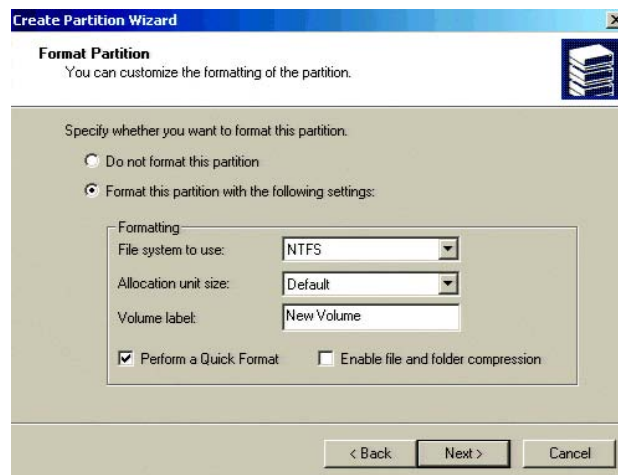 Create Partition Wizard
Format Partition
You can customize the formatting of the partition.
Specify whether you want to format this partition.
Do not format this partition
Format this partition with the following settings:
Formatting
File system to use: NTFS
Allocation unit size: Default
Volume label: New Volume
Perform a Quick Format Enable file and folder compression
< Back Next > Cancel